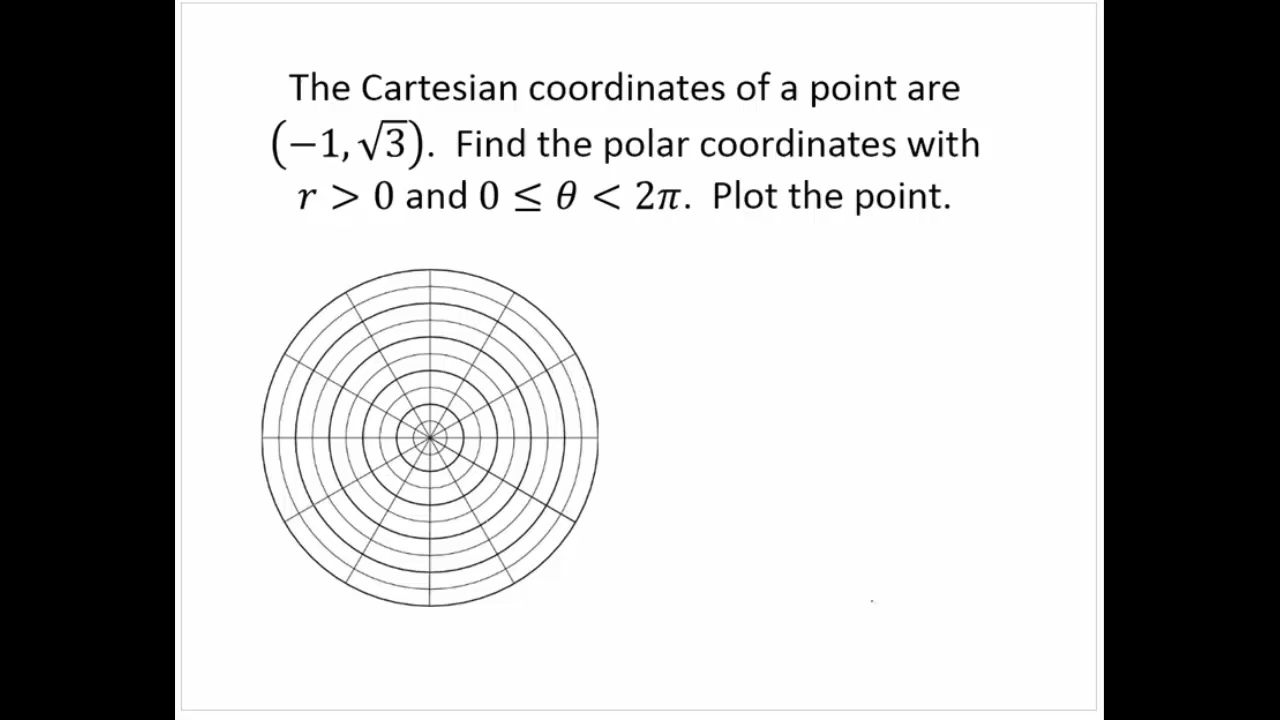 The Cartesian coordinates of a point are
(−1, √3). Find the polar coordinates with
r > 0 and 0 ≤ θ < 2π. Plot the point.